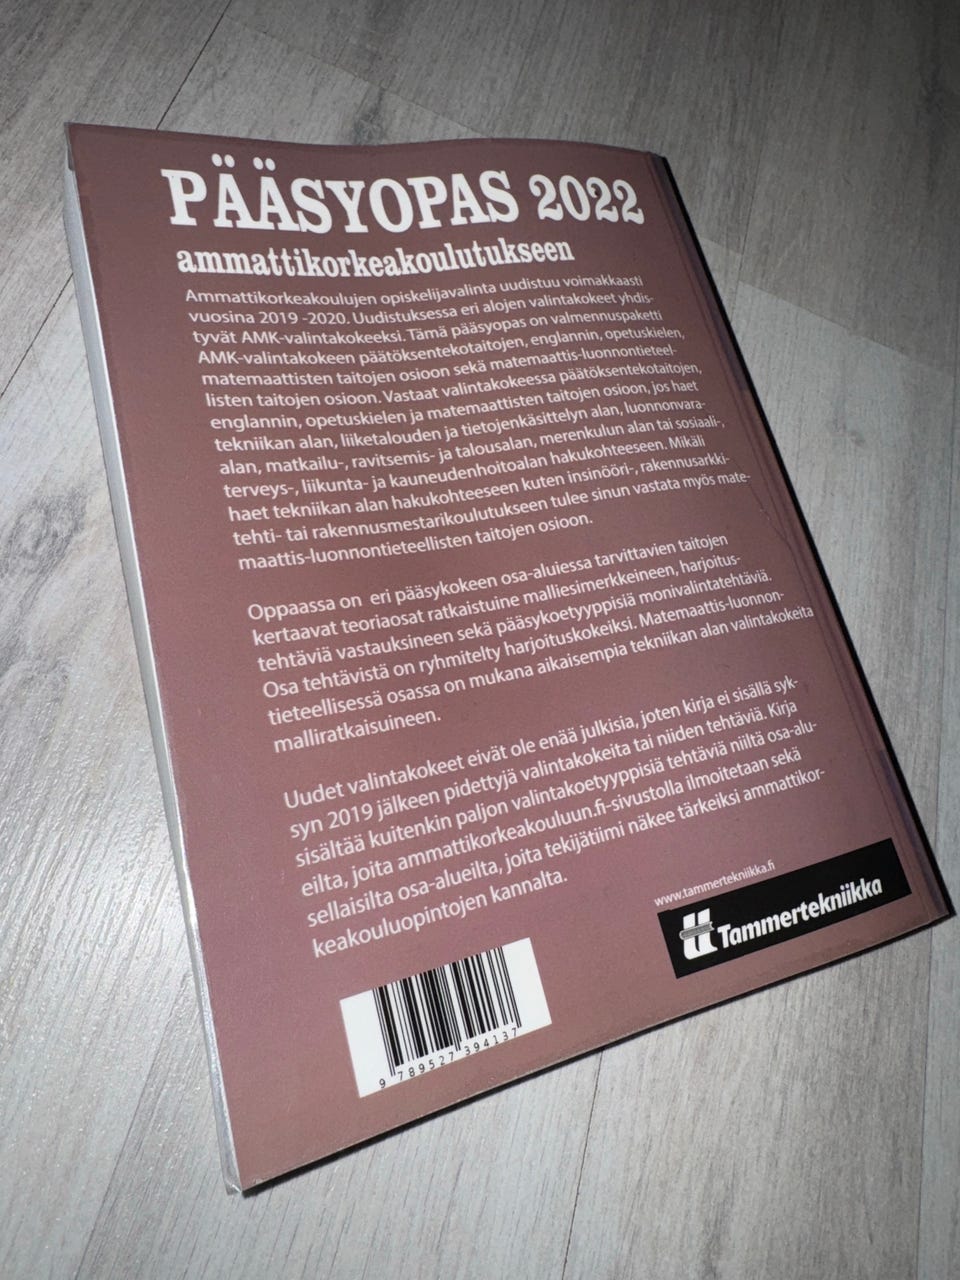 PÄÄSYOPAS 2022
ammattikorkeakoulutukseen
Ammattikorkeakoulujen opiskelijavalinta uudistuu voimakkaasti
vuosina 2019 -2020. Uudistuksessa eri alojen valintakokeet yhdis-
tyvät AMK-valintakokeeksi. Tämä pääsyopas on valmennuspaketti
AMK-valintakokeen päätöksentekotaitojen, englannin, opetuskielen,
matemaattisten taitojen osioon sekä matemaattis-luonnontieteel-
listen taitojen osioon. Vastaat valintakokeessa päätöksentekotaitojen,
englannin, opetuskielen ja matemaattisten taitojen osioon, jos haet
tekniikan alan, liiketalouden ja tietojenkäsittelyn alan, luonnonvara-
alan, matkailu-, ravitsemis- ja talousalan, merenkulun alan tai sosiaali-,
terveys-, liikunta- ja kauneudenhoitoalan hakukohteeseen. Mikäli
haet tekniikan alan hakukohteeseen kuten insinööri-, rakennusarkki-
tehti- tai rakennusmestarikoulutukseen tulee sinun vastata myös mate-
maattis-luonnontieteellisten taitojen osioon.
Oppaassa on eri pääsykokeen osa-aluiessa tarvittavien taitojen
kertaavat teoriaosat ratkaistuine malliesimerkkeineen, harjoitus-
tehtäviä vastauksineen sekä pääsykoetyyppisiä monivalintatehtäviä.
Osa tehtävistä on ryhmitelty harjoituskokeiksi. Matemaattis-luonnon-
tieteellisessä osassa on mukana aikaisempia tekniikan alan valintakokeita
malliratkaisuineen.
Uudet valintakokeet eivät ole enää julkisia, joten kirja ei sisällä syk-
syn 2019 jälkeen pidettyjä valintakokeita tai niiden tehtäviä. Kirja
sisältää kuitenkin paljon valintakoetyyppisiä tehtäviä niiltä osa-alu-
eilta, joita ammattikorkeakouluun.fi-sivustolla ilmoitetaan sekä
sellaisilta osa-alueilta, joita tekijätiimi näkee tärkeiksi ammattikor-
keakouluopintojen kannalta.
www.tammertekniikka.fi
tt Tammertekniikka
9 789527 394137